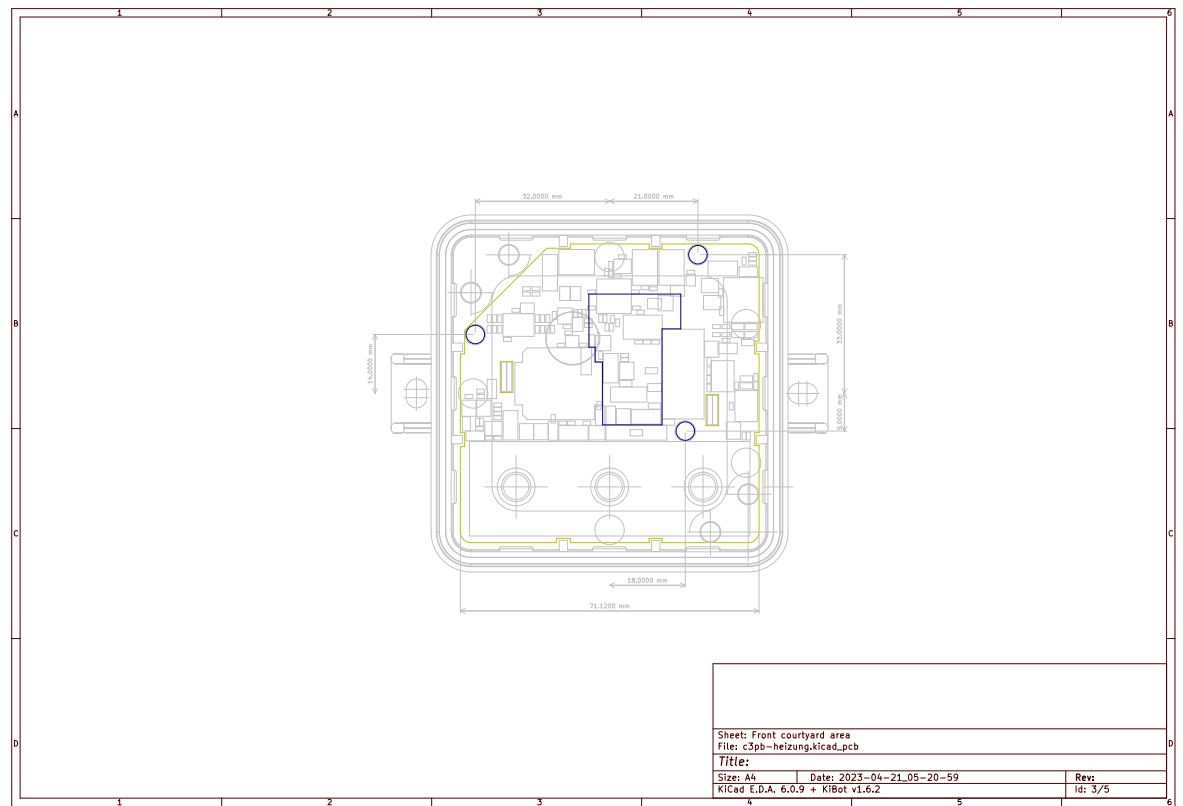 1 2 3 4 5 6
A A
32,0000 mm 21,0000 mm
B B
33,0000 mm
14,0000 mm
9,0000 mm
C C
18,0000 mm
71,1200 mm
D D
Sheet: Front courtyard area
File: c3pb-heizung.kicad_pcb
Title:
Size: A4 Date: 2023-04-21_05-20-59 Rev:
KiCad E.D.A. 6.0.9 + KiBot v1.6.2 Id: 3/5
1 2 3 4 5 6